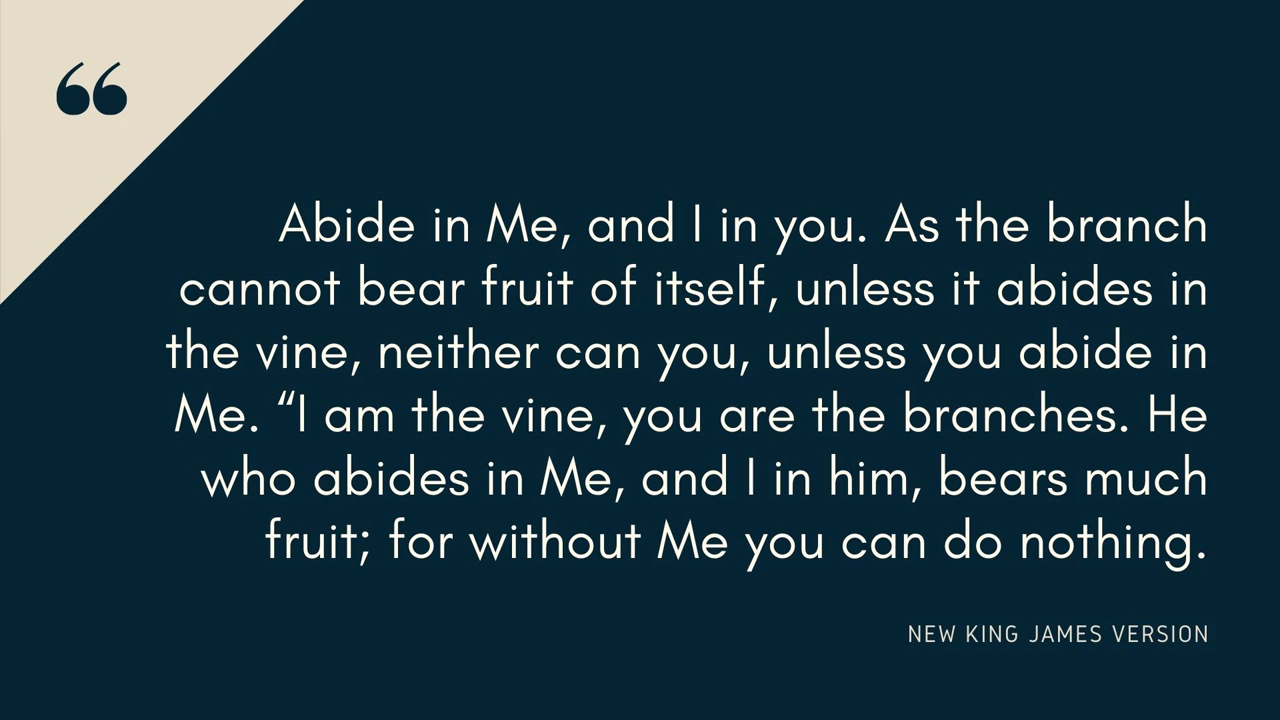 “
Abide in Me, and I in you. As the branch
cannot bear fruit of itself, unless it abides in
the vine, neither can you, unless you abide in
Me. “I am the vine, you are the branches. He
who abides in Me, and I in him, bears much
fruit; for without Me you can do nothing.
NEW KING JAMES VERSION